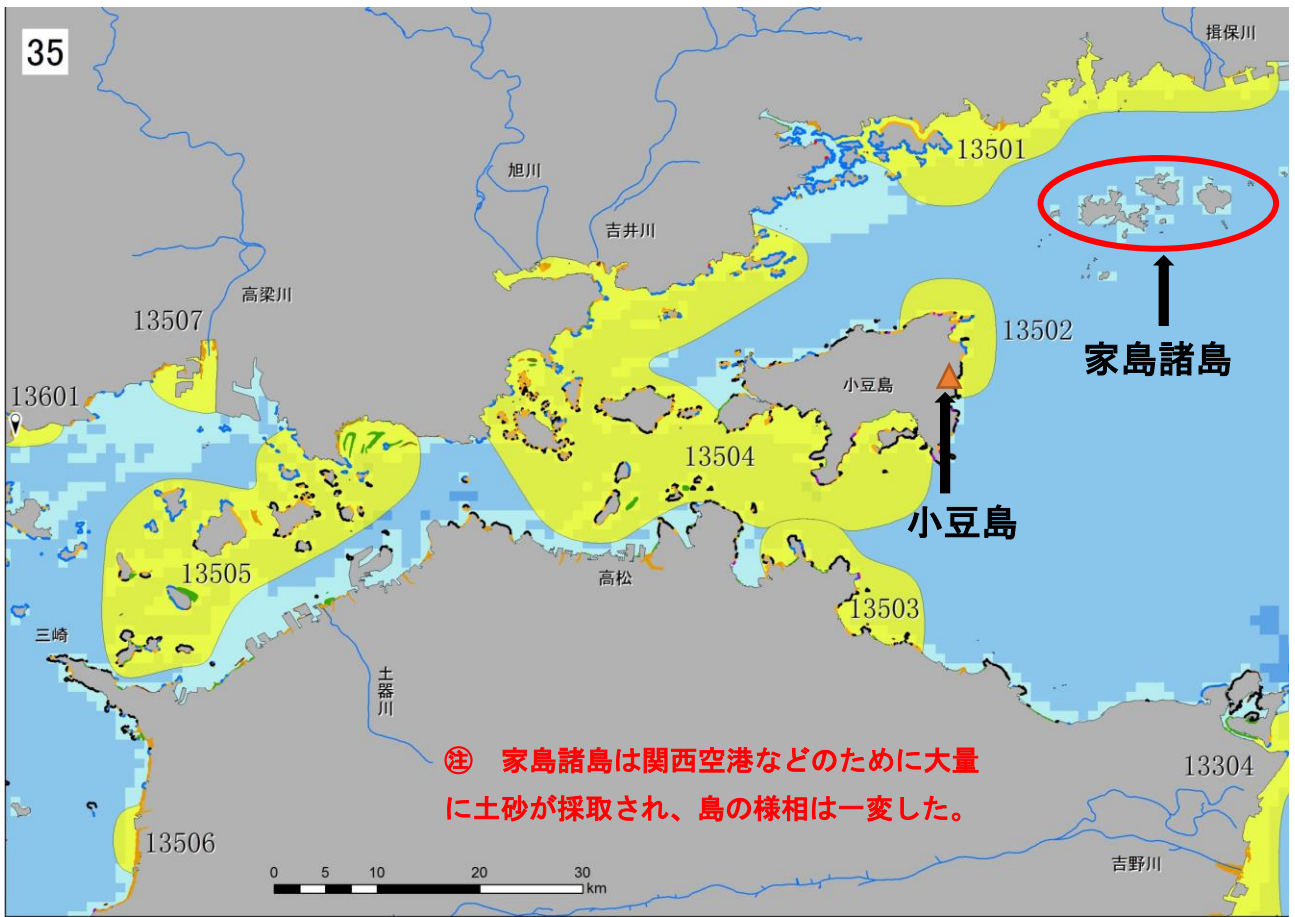 35
揖保川
13501
旭川
吉井川
高梁川
13507
13502
家島諸島
小豆島
13601
13504
小豆島
高松
13505
13503
三崎
土器川
㊟ 家島諸島は関西空港などのために大量
に土砂が採取され、島の様相は一変した。
13304
13506
吉野川
0 5 10 20 30
km